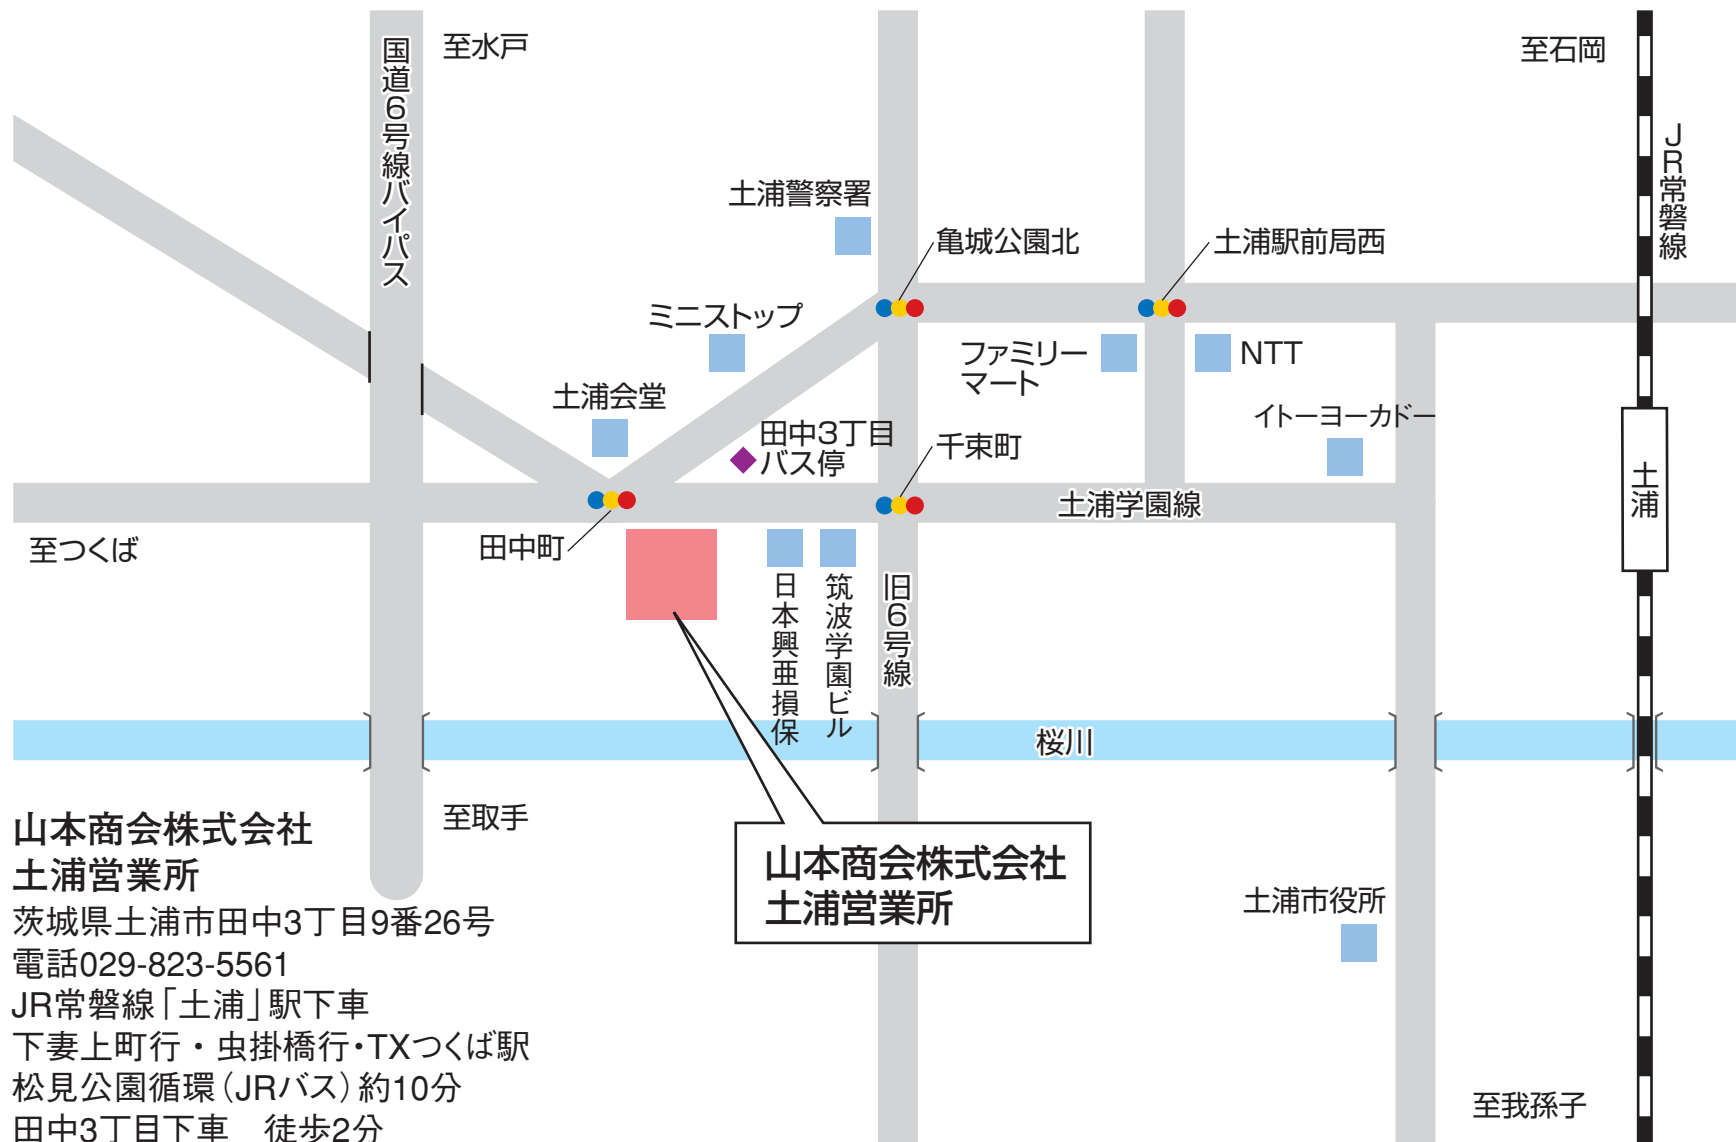 至水戸
至石岡
国道6号線バイパス
JR常磐線
土浦警察署
亀城公園北
土浦駅前局西
ミニストップ
ファミリー
マート
NTT
土浦会堂
イトーヨーカドー
田中3丁目
バス停
千束町
土浦
土浦学園線
至つくば
田中町
日本興亜損保
筑波学園ビル
旧6号線
桜川
至取手
山本商会株式会社
土浦営業所
山本商会株式会社
土浦営業所
茨城県土浦市田中3丁目9番26号
電話029-823-5561
JR常磐線「土浦」駅下車
下妻上町行・虫掛橋行・TXつくば駅
松見公園循環(JRバス)約10分
田中3丁目下車　徒歩2分
土浦市役所
至我孫子